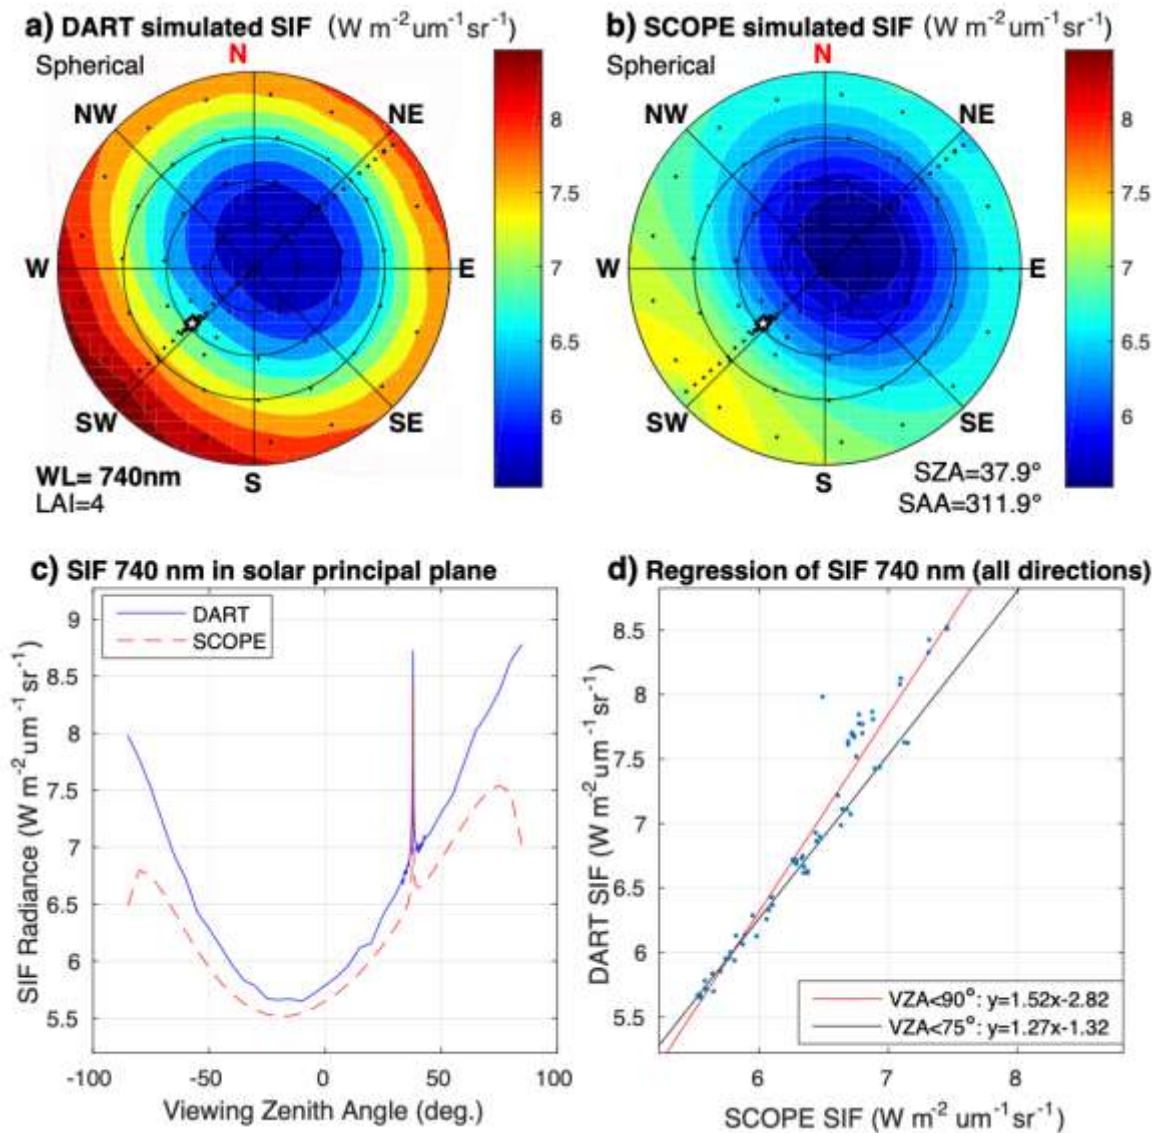 a) DART simulated SIF (W m-2um-1sr-1)
Spherical
N
NW
NE
W
E
SW
SE
S
WL= 740nm
LAI=4
8
7.5
7
6.5
6
b) SCOPE simulated SIF (W m-2um-1sr-1)
Spherical
N
NW
NE
W
E
SW
SE
S
SZA=37.9°
SAA=311.9°
8
7.5
7
6.5
6
c) SIF 740 nm in solar principal plane
DART
SCOPE
SIF Radiance (W m-2um-1sr-1)
9
8.5
8
7.5
7
6.5
6
5.5
-100 -50 0 50 100
Viewing Zenith Angle (deg.)
d) Regression of SIF 740 nm (all directions)
DART SIF (W m-2um-1sr-1)
8.5
8
7.5
7
6.5
6
5.5
VZA<90°: y=1.52x-2.82
VZA<75°: y=1.27x-1.32
6 7 8
SCOPE SIF (W m-2 um-1sr-1)